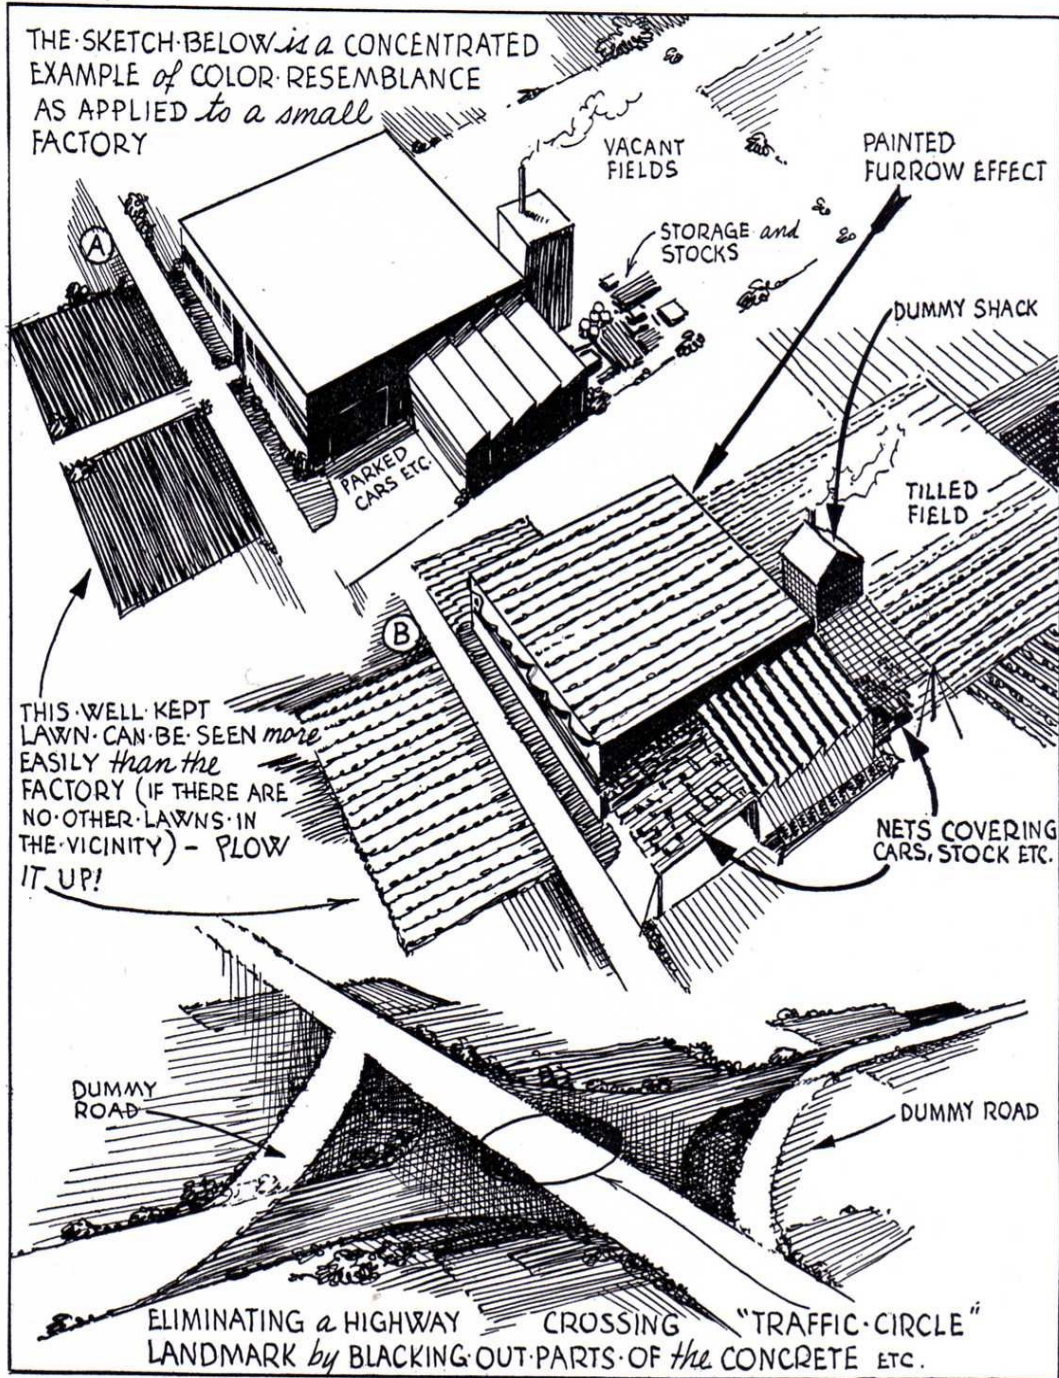 THE·SKETCH·BELOW is a CONCENTRATED
EXAMPLE of COLOR·RESEMBLANCE
AS APPLIED to a small
FACTORY
VACANT
FIELDS
PAINTED
FURROW EFFECT
STORAGE and
STOCKS
A
DUMMY SHACK
PARKED
CARS ETC.
TILLED
FIELD
B
THIS·WELL·KEPT
LAWN·CAN·BE·SEEN more
EASILY than the
FACTORY (IF THERE ARE
NO·OTHER·LAWNS·IN
THE·VICINITY) - PLOW
IT UP!
NETS COVERING
CARS, STOCK ETC.
DUMMY
ROAD
DUMMY ROAD
ELIMINATING a HIGHWAY CROSSING "TRAFFIC·CIRCLE"
LANDMARK by BLACKING·OUT·PARTS·OF the CONCRETE ETC.